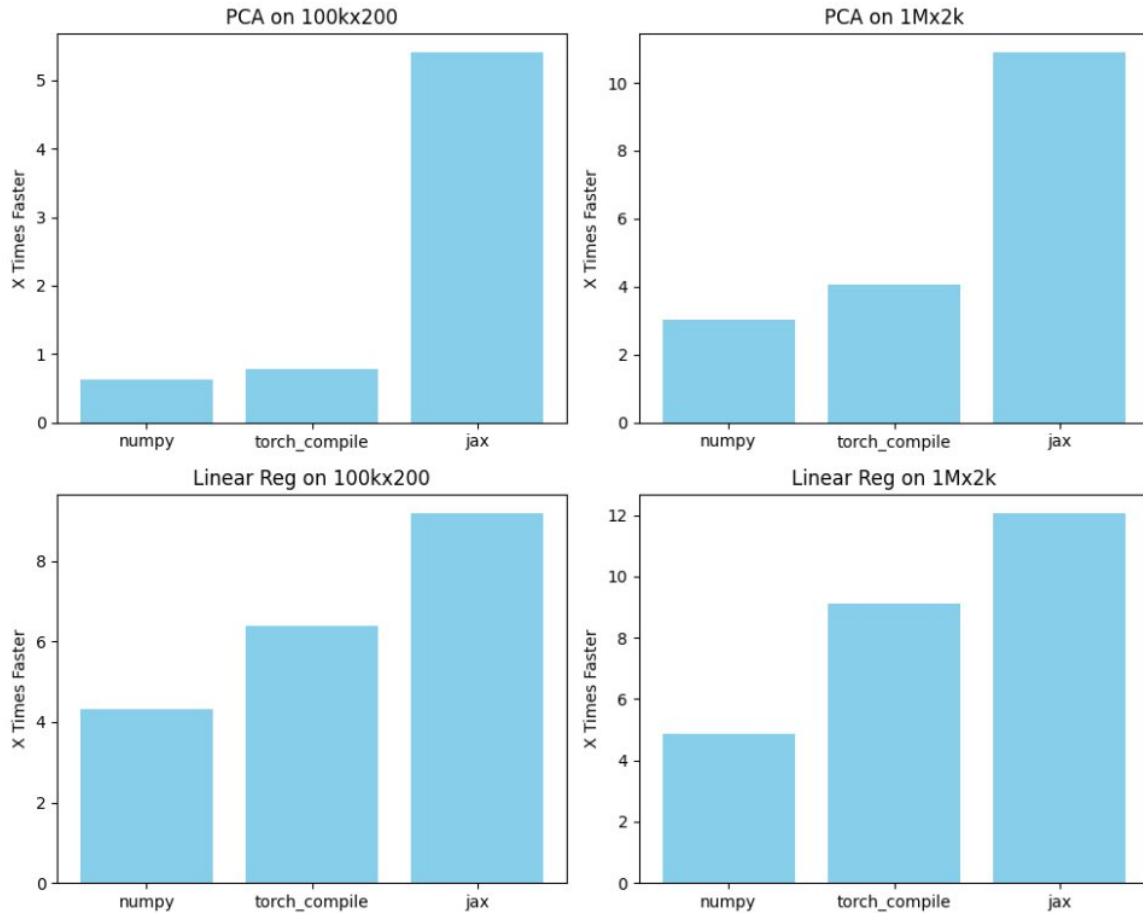 PCA on 100kx200
X Times Faster
5
4
3
2
1
0
numpy torch_compile jax
PCA on 1Mx2k
X Times Faster
10
8
6
4
2
0
numpy torch_compile jax
Linear Reg on 100kx200
X Times Faster
8
6
4
2
0
numpy torch_compile jax
Linear Reg on 1Mx2k
X Times Faster
12
10
8
6
4
2
0
numpy torch_compile jax